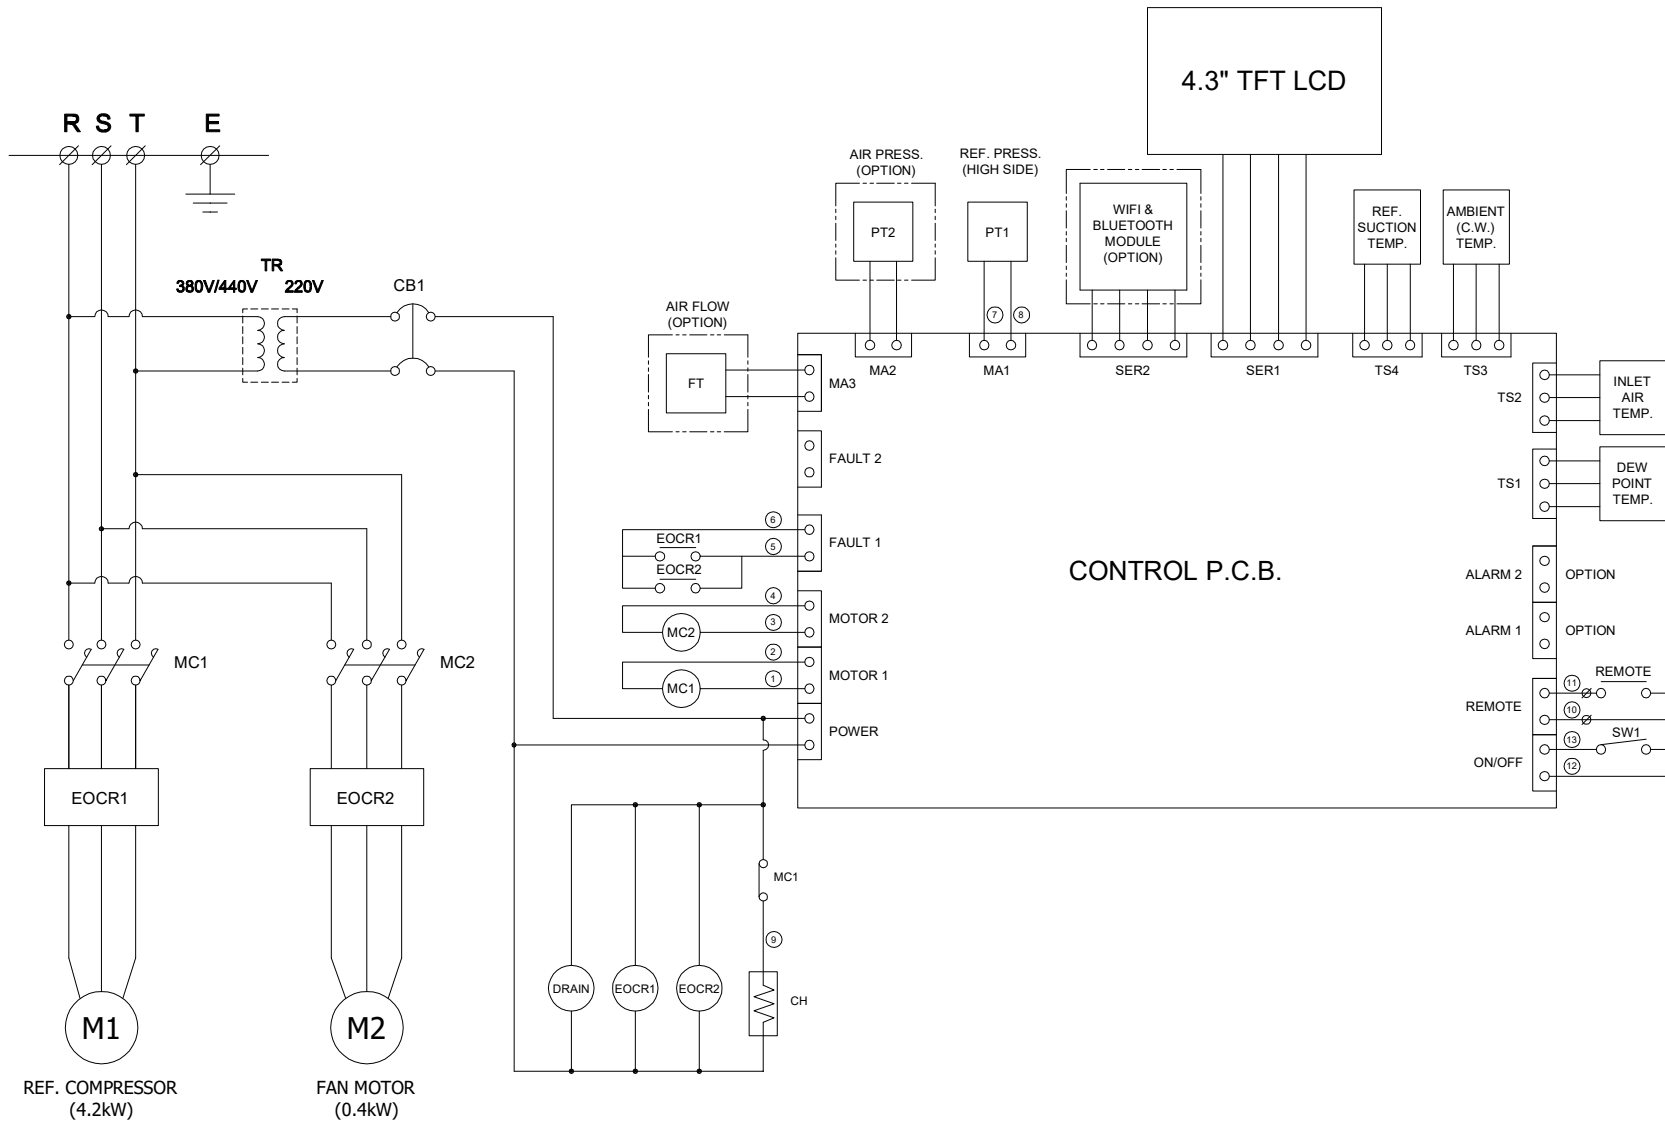 4.3" TFT LCD
R S T E
AIR PRESS.
(OPTION)
REF. PRESS.
(HIGH SIDE)
PT2
PT1
WIFI &
BLUETOOTH
MODULE
(OPTION)
REF.
SUCTION
TEMP.
AMBIENT
(C.W.)
TEMP.
TR
380V/440V 220V
CB1
AIR FLOW
(OPTION)
FT
7 8
MA3
MA2
MA1
SER2
SER1
TS4
TS3
TS2
INLET
AIR
TEMP.
FAULT 2
TS1
DEW
POINT
TEMP.
6
EOCR1
5
EOCR2
FAULT 1
CONTROL P.C.B.
ALARM 2
OPTION
4
3
MC2
MOTOR 2
ALARM 1
OPTION
2
1
MC1
MOTOR 1
REMOTE
11
REMOTE
10
POWER
SW1
13
ON/OFF
12
MC1
MC2
EOCR1
EOCR2
MC1
9
DRAIN
EOCR1
EOCR2
CH
M1
M2
REF. COMPRESSOR
(4.2kW)
FAN MOTOR
(0.4kW)